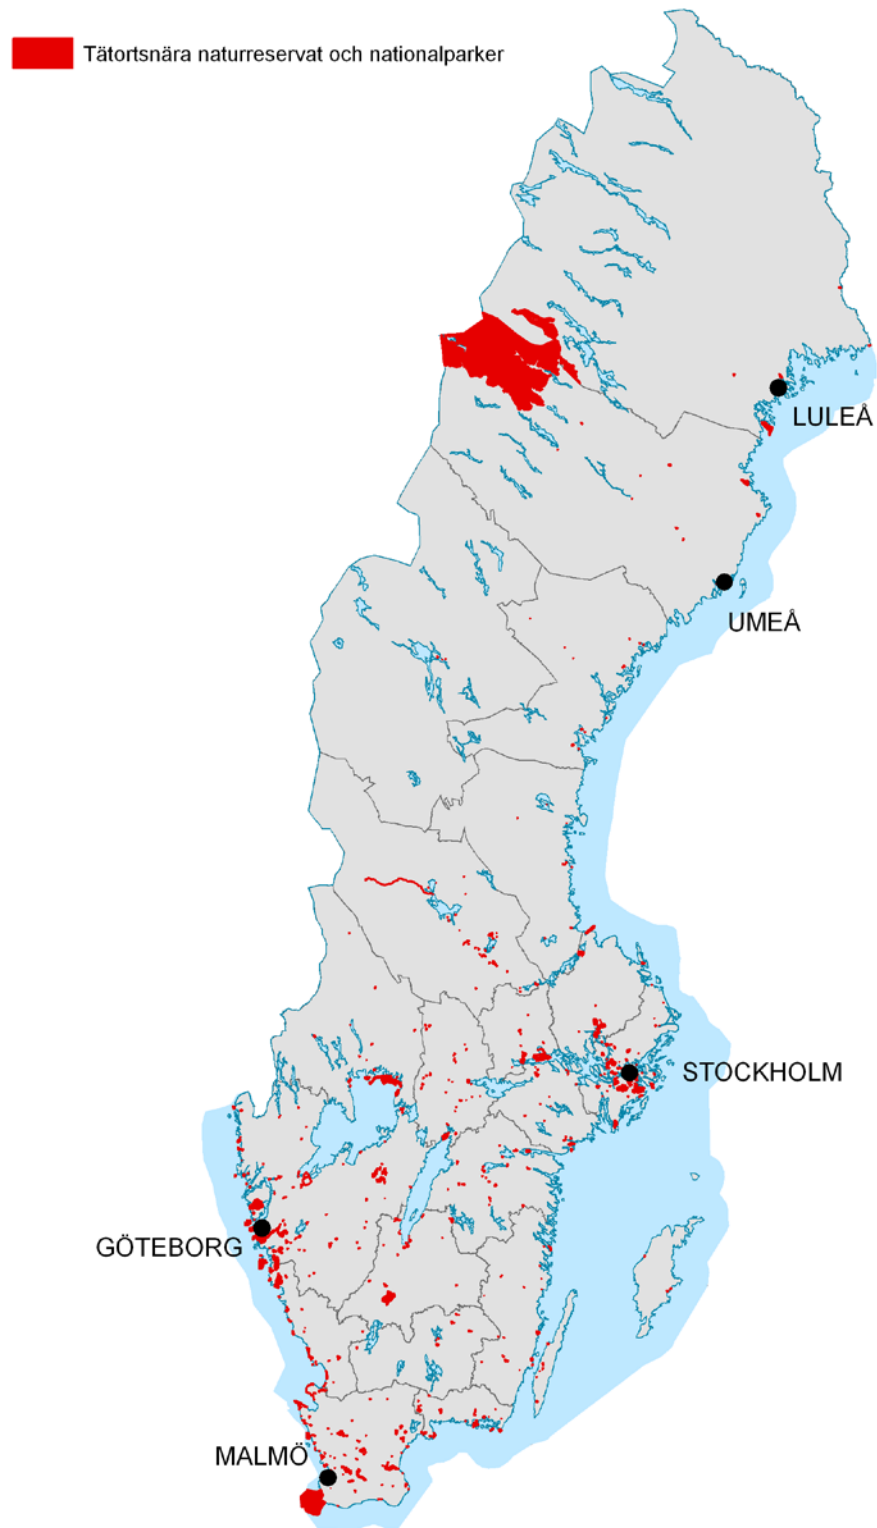 Tätortsnära naturreservat och nationalparker
LULEÅ
UMEÅ
STOCKHOLM
GÖTEBORG
MALMÖ